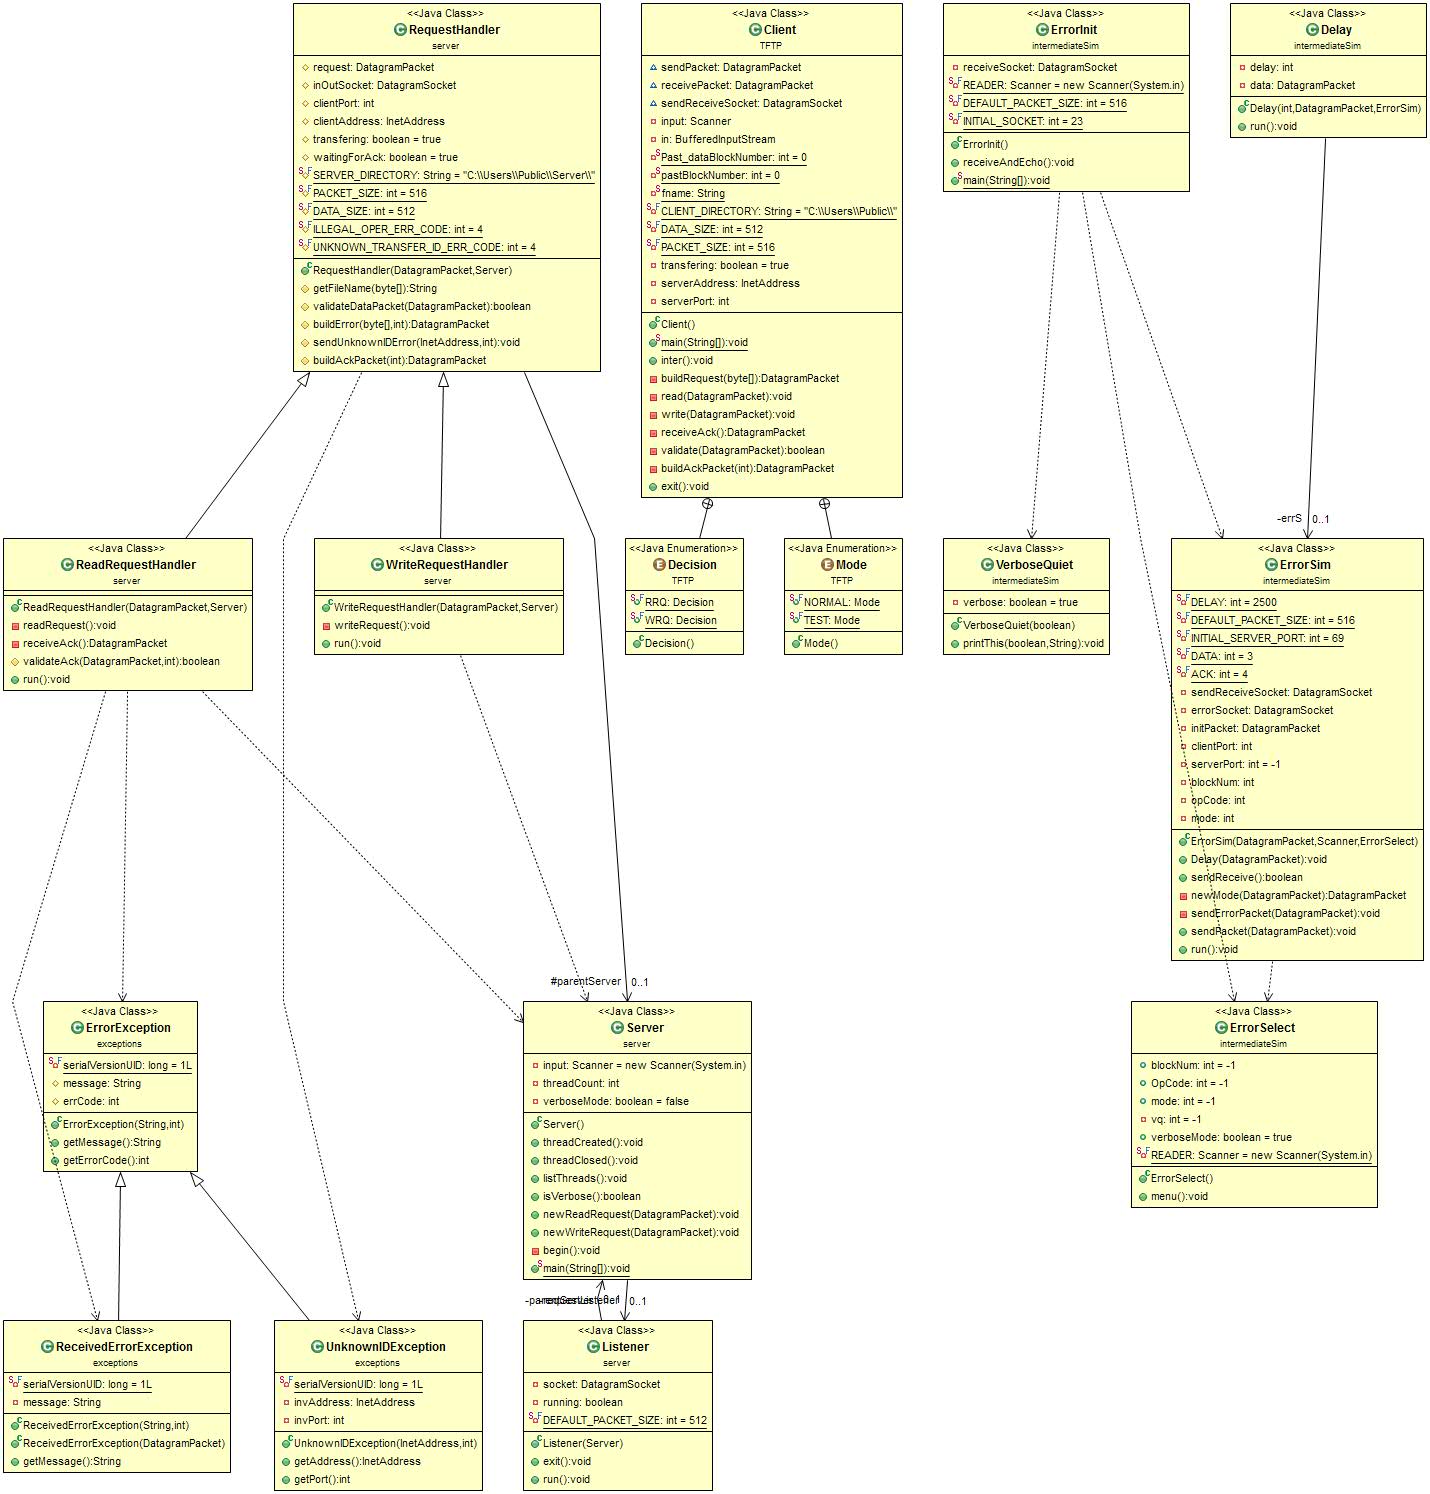 <<Java Class>>
RequestHandler
server
request: DatagramPacket
inOutSocket: DatagramSocket
clientPort: int
clientAddress: InetAddress
transfering: boolean = true
waitingForAck: boolean = true
SERVER_DIRECTORY: String = "C:\\Users\\Public\\Server\\"
PACKET_SIZE: int = 516
DATA_SIZE: int = 512
ILLEGAL_OPER_ERR_CODE: int = 4
UNKNOWN_TRANSFER_ID_ERR_CODE: int = 4
RequestHandler(DatagramPacket,Server)
getFileName(byte[]):String
validateDataPacket(DatagramPacket):boolean
buildError(byte[],int):DatagramPacket
sendUnknownIDError(InetAddress,int):void
buildAckPacket(int):DatagramPacket
<<Java Class>>
Client
TFTP
sendPacket: DatagramPacket
receivePacket: DatagramPacket
sendReceiveSocket: DatagramSocket
input: Scanner
in: BufferedInputStream
Past_dataBlockNumber: int = 0
pastBlockNumber: int = 0
fname: String
CLIENT_DIRECTORY: String = "C:\\Users\\Public\\"
DATA_SIZE: int = 512
PACKET_SIZE: int = 516
transfering: boolean = true
serverAddress: InetAddress
serverPort: int
Client()
main(String[]):void
inter():void
buildRequest(byte[]):DatagramPacket
read(DatagramPacket):void
write(DatagramPacket):void
receiveAck():DatagramPacket
validate(DatagramPacket):boolean
buildAckPacket(int):DatagramPacket
exit():void
<<Java Class>>
ErrorInit
intermediateSim
receiveSocket: DatagramSocket
READER: Scanner = new Scanner(System.in)
DEFAULT_PACKET_SIZE: int = 516
INITIAL_SOCKET: int = 23
ErrorInit()
receiveAndEcho():void
main(String[]):void
<<Java Class>>
Delay
intermediateSim
delay: int
data: DatagramPacket
Delay(int,DatagramPacket,ErrorSim)
run():void
-errS 0..1
<<Java Class>>
ReadRequestHandler
server
ReadRequestHandler(DatagramPacket,Server)
readRequest():void
receiveAck():DatagramPacket
validateAck(DatagramPacket,int):boolean
run():void
<<Java Class>>
WriteRequestHandler
server
WriteRequestHandler(DatagramPacket,Server)
writeRequest():void
run():void
<<Java Enumeration>>
Decision
TFTP
RRQ: Decision
WRQ: Decision
Decision()
<<Java Enumeration>>
Mode
TFTP
NORMAL: Mode
TEST: Mode
Mode()
<<Java Class>>
VerboseQuiet
intermediateSim
verbose: boolean = true
VerboseQuiet(boolean)
printThis(boolean,String):void
<<Java Class>>
ErrorSim
intermediateSim
DELAY: int = 2500
DEFAULT_PACKET_SIZE: int = 516
INITIAL_SERVER_PORT: int = 69
DATA: int = 3
ACK: int = 4
sendReceiveSocket: DatagramSocket
errorSocket: DatagramSocket
initPacket: DatagramPacket
clientPort: int
serverPort: int = -1
blockNum: int
opCode: int
mode: int
ErrorSim(DatagramPacket,Scanner,ErrorSelect)
Delay(DatagramPacket):void
sendReceive():boolean
newMode(DatagramPacket):DatagramPacket
sendErrorPacket(DatagramPacket):void
sendPacket(DatagramPacket):void
run():void
#parentServer 0..1
<<Java Class>>
ErrorException
exceptions
serialVersionUID: long = 1L
message: String
errCode: int
ErrorException(String,int)
getMessage():String
getErrorCode():int
<<Java Class>>
Server
server
input: Scanner = new Scanner(System.in)
threadCount: int
verboseMode: boolean = false
Server()
threadCreated():void
threadClosed():void
listThreads():void
isVerbose():boolean
newReadRequest(DatagramPacket):void
newWriteRequest(DatagramPacket):void
begin():void
main(String[]):void
<<Java Class>>
ErrorSelect
intermediateSim
blockNum: int = -1
OpCode: int = -1
mode: int = -1
vq: int = -1
verboseMode: boolean = true
READER: Scanner = new Scanner(System.in)
ErrorSelect()
menu():void
0..1
<<Java Class>>
ReceivedErrorException
exceptions
serialVersionUID: long = 1L
message: String
ReceivedErrorException(String,int)
ReceivedErrorException(DatagramPacket)
getMessage():String
<<Java Class>>
UnknownIDException
exceptions
serialVersionUID: long = 1L
invAddress: InetAddress
invPort: int
UnknownIDException(InetAddress,int)
getAddress():InetAddress
getPort():int
<<Java Class>>
Listener
server
socket: DatagramSocket
running: boolean
DEFAULT_PACKET_SIZE: int = 512
Listener(Server)
exit():void
run():void